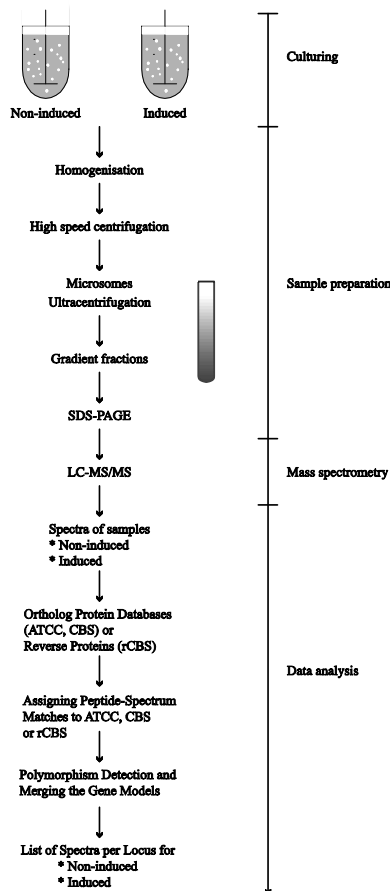 Culturing
Non-induced
Induced
Homogenisation
High speed centrifugation
Microsomes
Ultracentrifugation
Sample preparation
Gradient fractions
SDS-PAGE
LC-MS/MS
Mass spectrometry
Spectra of samples
* Non-induced
* Induced
Ortholog Protein Databases
(ATCC, CBS) or
Reverse Proteins (rCBS)
Data analysis
Assigning Peptide-Spectrum
Matches to ATCC, CBS
or rCBS
Polymorphism Detection and
Merging the Gene Models
List of Spectra per Locus for
* Non-induced
* Induced